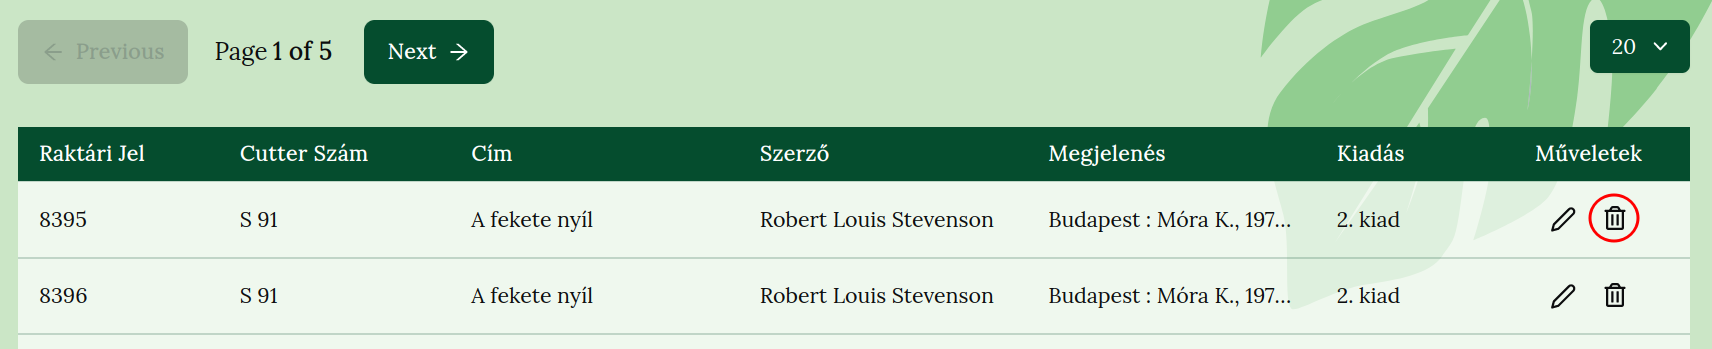 Previous Page 1 of 5 Next 20
Raktári Jel Cutter Szám Cím Szerző Megjelenés Kiadás Műveletek
8395 S 91 A fekete nyíl Robert Louis Stevenson Budapest : Móra K., 197... 2. kiad
8396 S 91 A fekete nyíl Robert Louis Stevenson Budapest : Móra K., 197... 2. kiad